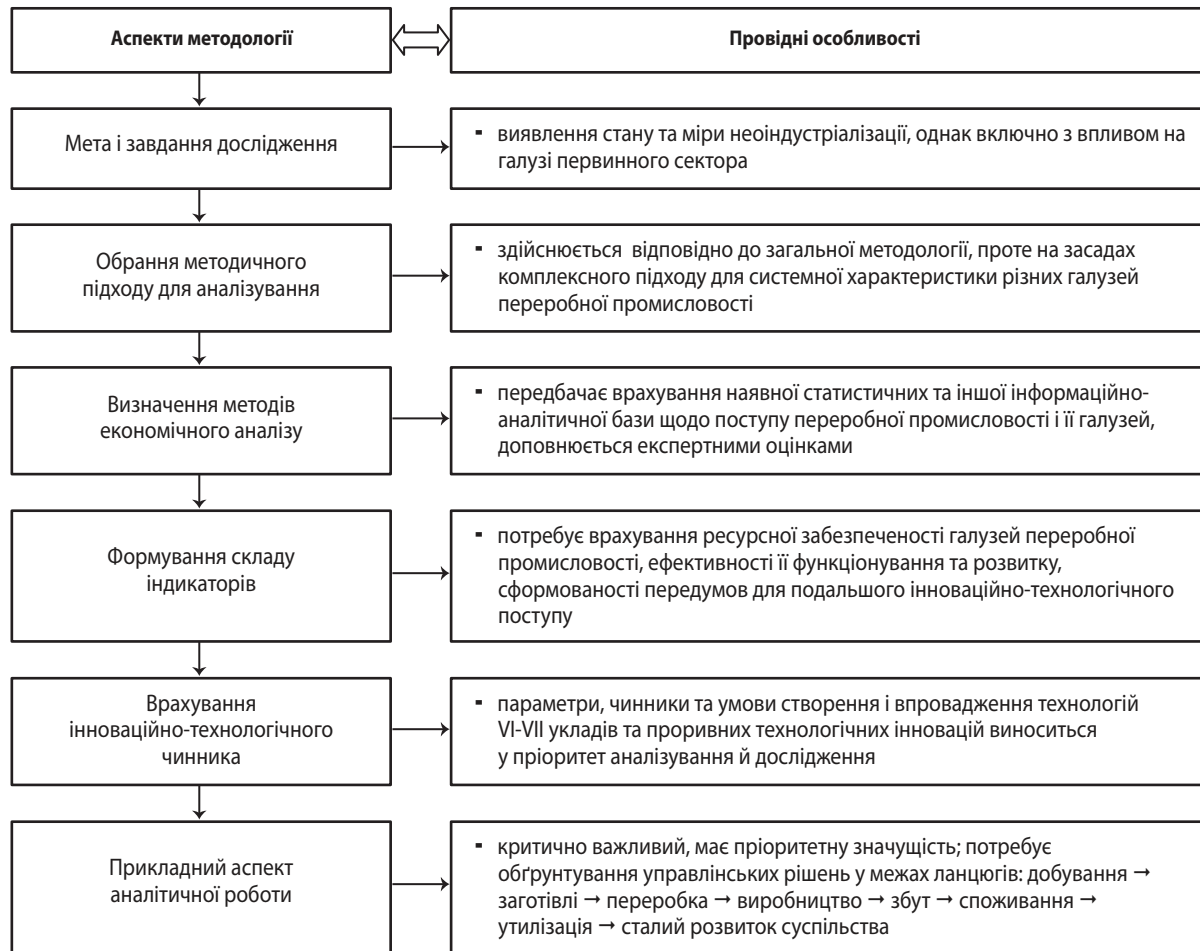 Аспекти методології
Провідні особливості
Мета і завдання дослідження
▪ виявлення стану та міри неоіндустріалізації, однак включно з впливом на
галузі первинного сектора
Обрання методичного
підходу для аналізування
▪ здійснюється відповідно до загальної методології, проте на засадах
комплексного підходу для системної характеристики різних галузей
переробної промисловості
Визначення методів
економічного аналізу
▪ передбачає врахування наявної статистичних та іншої інформаційно-
аналітичної бази щодо поступу переробної промисловості і її галузей,
доповнюється експертними оцінками
Формування складу
індикаторів
▪ потребує врахування ресурсної забезпеченості галузей переробної
промисловості, ефективності її функціонування та розвитку,
сформованості передумов для подальшого інноваційно-технологічного
поступу
Врахування
інноваційно-технологічного
чинника
▪ параметри, чинники та умови створення і впровадження технологій
VI-VII укладів та проривних технологічних інновацій виноситься
у пріоритет аналізування й дослідження
Прикладний аспект
аналітичної роботи
▪ критично важливий, має пріоритетну значущість; потребує
обґрунтування управлінських рішень у межах ланцюгів: добування →
заготівлі → переробка → виробництво → збут → споживання →
утилізація → сталий розвиток суспільства